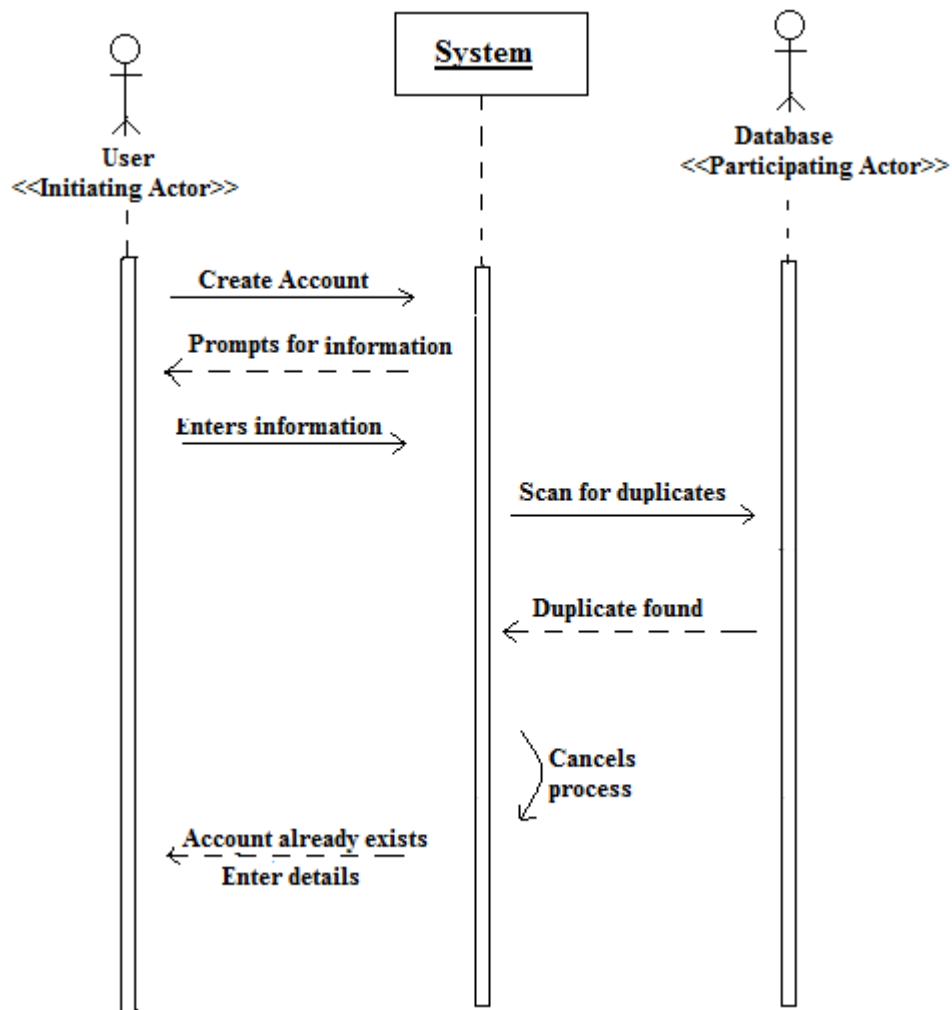 System
User
<<Initiating Actor>>
Database
<<Participating Actor>>
Create Account
Prompts for information
Enters information
Scan for duplicates
Duplicate found
Cancels
process
Account already exists
Enter details